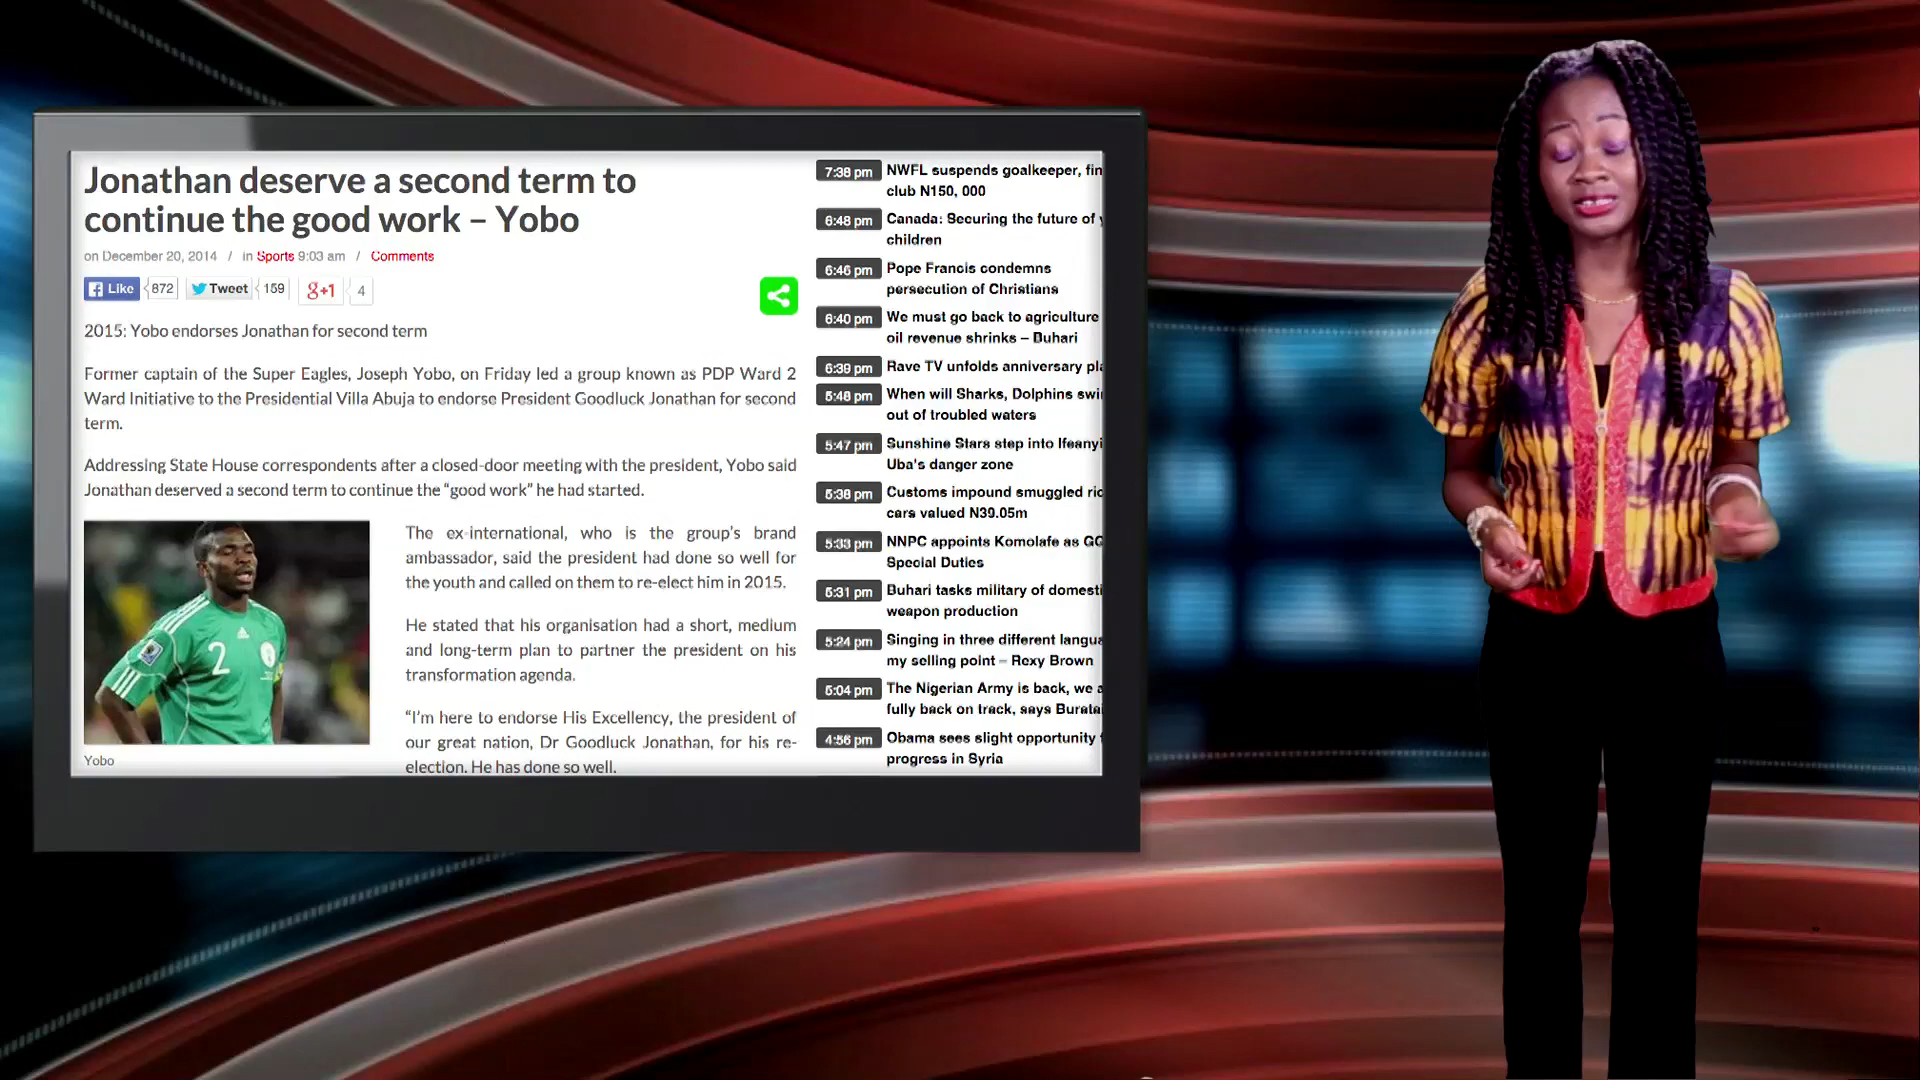 Jonathan deserve a second term to
continue the good work – Yobo
on December 20, 2014 / in Sports 9:03 am / Comments
Like 872 Tweet 159 g+1 4
2015: Yobo endorses Jonathan for second term
Former captain of the Super Eagles, Joseph Yobo, on Friday led a group known as PDP Ward 2
Ward Initiative to the Presidential Villa Abuja to endorse President Goodluck Jonathan for second
term.
Addressing State House correspondents after a closed-door meeting with the president, Yobo said
Jonathan deserved a second term to continue the “good work” he had started.
The ex-international, who is the group’s brand
ambassador, said the president had done so well for
the youth and called on them to re-elect him in 2015.
He stated that his organisation had a short, medium
and long-term plan to partner the president on his
transformation agenda.
“I’m here to endorse His Excellency, the president of
our great nation, Dr Goodluck Jonathan, for his re-
election. He has done so well.
2
Yobo
7:38 pm NWFL suspends goalkeeper, fin
club N150, 000
6:48 pm Canada: Securing the future of
children
6:46 pm Pope Francis condemns
persecution of Christians
6:40 pm We must go back to agriculture
oil revenue shrinks – Buhari
6:39 pm Rave TV unfolds anniversary pla
5:48 pm When will Sharks, Dolphins swi
out of troubled waters
5:47 pm Sunshine Stars step into Ifeanyi
Uba's danger zone
5:38 pm Customs impound smuggled ric
cars valued N39.05m
5:33 pm NNPC appoints Komolafe as GG
Special Duties
5:31 pm Buhari tasks military of domesti
weapon production
5:24 pm Singing in three different langua
my selling point – Rexy Brown
5:04 pm The Nigerian Army is back, we a
fully back on track, says Buratai
4:56 pm Obama sees slight opportunity f
progress in Syria